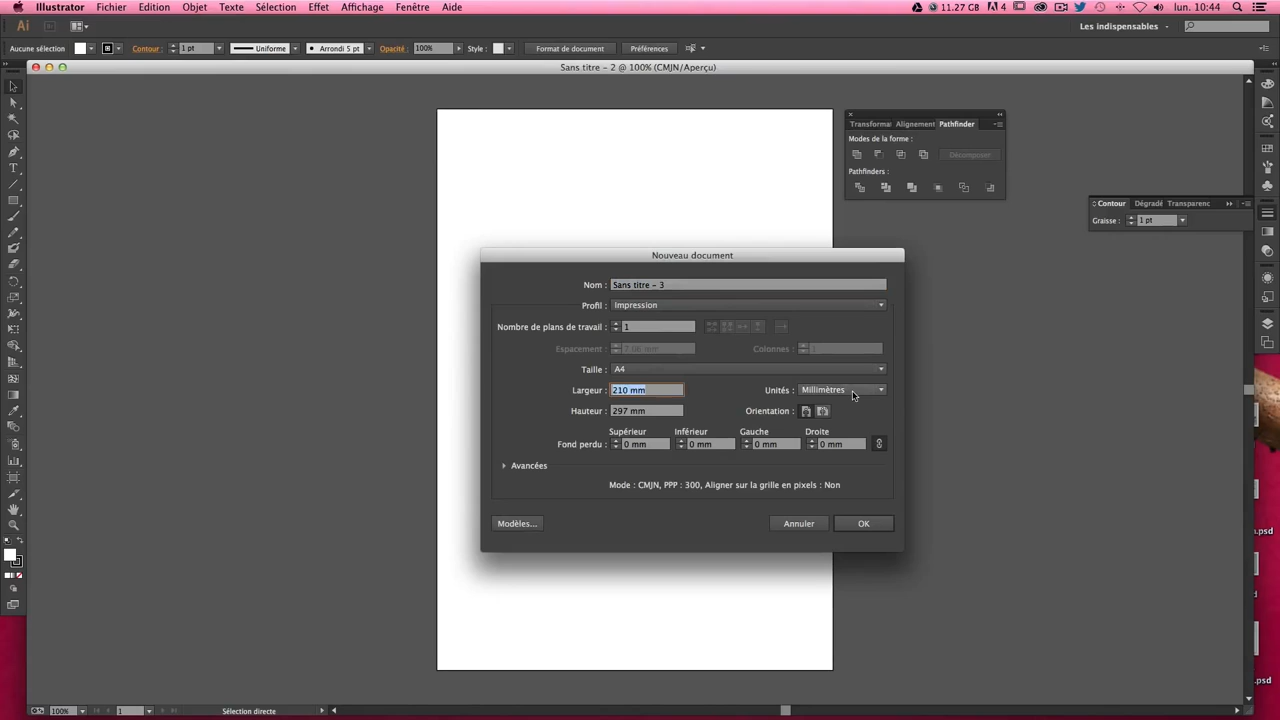 Illustrator Fichier Edition Objet Texte Sélection Effet Affichage Fenêtre Aide 11.27 GB 4 lun. 10:44
Ai Les indispensables
Aucune sélection Contour : 1 pt Uniforme Arrondi 5 pt Opacité : 100% Style : Format de document Préférences
Sans titre - 2 @ 100% (CMJN/Aperçu)
Transforma Alignement Pathfinder
Modes de la forme :
Décomposer
Pathfinders :
Contour Dégradé Transparenc
Graisse : 1 pt
Nouveau document
Nom : Sans titre - 3
Profil : Impression
Nombre de plans de travail : 1
Espacement : 7.06 mm Colonnes : 1
Taille : A4
Largeur : 210 mm Unités : Millimètres
Hauteur : 297 mm Orientation :
Supérieur Inférieur Gauche Droite
Fond perdu : 0 mm 0 mm 0 mm 0 mm
Avancées
Mode : CMJN, PPP : 300, Aligner sur la grille en pixels : Non
Modèles... Annuler OK
.psd
.psd
100% 1 Sélection directe